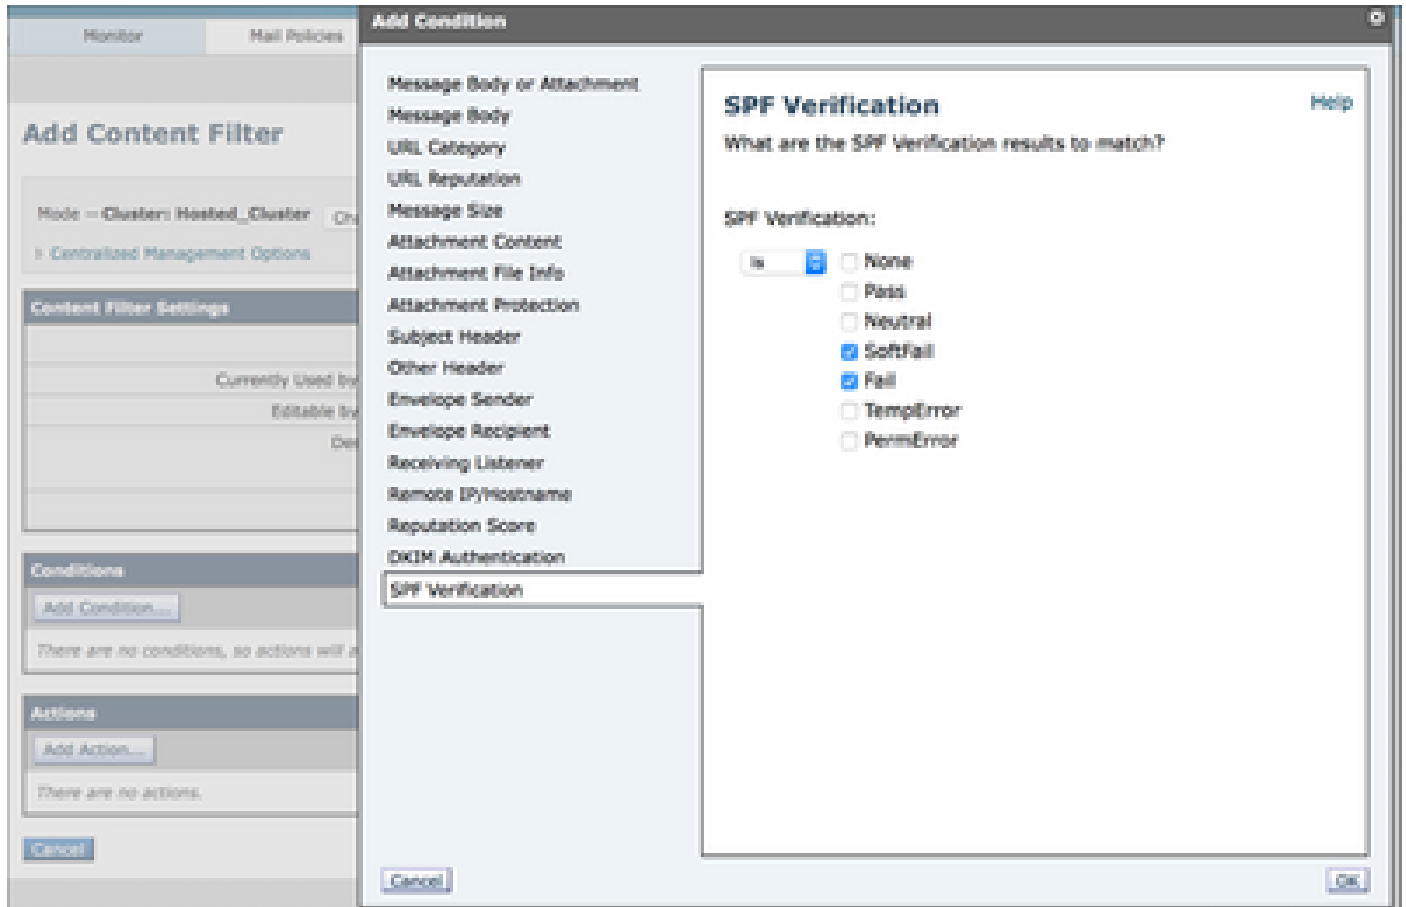 Monitor
Mail Policies
Add Content Filter
Mode — Cluster: Hosted_Cluster
Centralized Management Options
Content Filter Settings
Currently Used by
Editable by
Conditions
Add Condition...
There are no conditions, so actions will
Actions
Add Action...
There are no actions.
Cancel
Add Condition
Message Body or Attachment
Message Body
URL Category
URL Reputation
Message Size
Attachment Content
Attachment File Info
Attachment Protection
Subject Header
Other Header
Envelope Sender
Envelope Recipient
Receiving Listener
Remote IP/Hostname
Reputation Score
DKIM Authentication
SPF Verification
SPF Verification
Help
What are the SPF Verification results to match?
SPF Verification:
is
None
Pass
Neutral
SoftFail
Fail
TempError
PermError
Cancel
OK